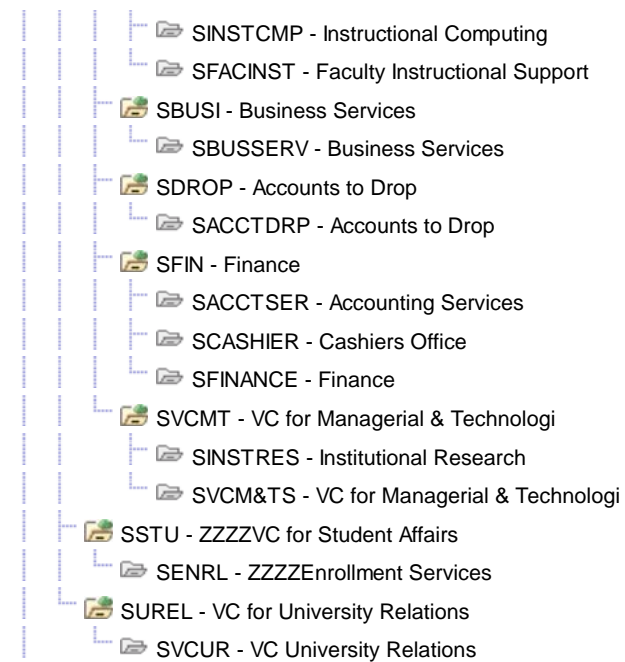 SINSTCMP - Instructional Computing
SFACINST - Faculty Instructional Support
SBUSI - Business Services
SBUSSERV - Business Services
SDROP - Accounts to Drop
SACCTDRP - Accounts to Drop
SFIN - Finance
SACCTSER - Accounting Services
SCASHIER - Cashiers Office
SFINANCE - Finance
SVCMT - VC for Managerial & Technologi
SINSTRES - Institutional Research
SVCM&TS - VC for Managerial & Technologi
SSTU - ZZZZVC for Student Affairs
SENRL - ZZZZEnrollment Services
SUREL - VC for University Relations
SVCUR - VC University Relations